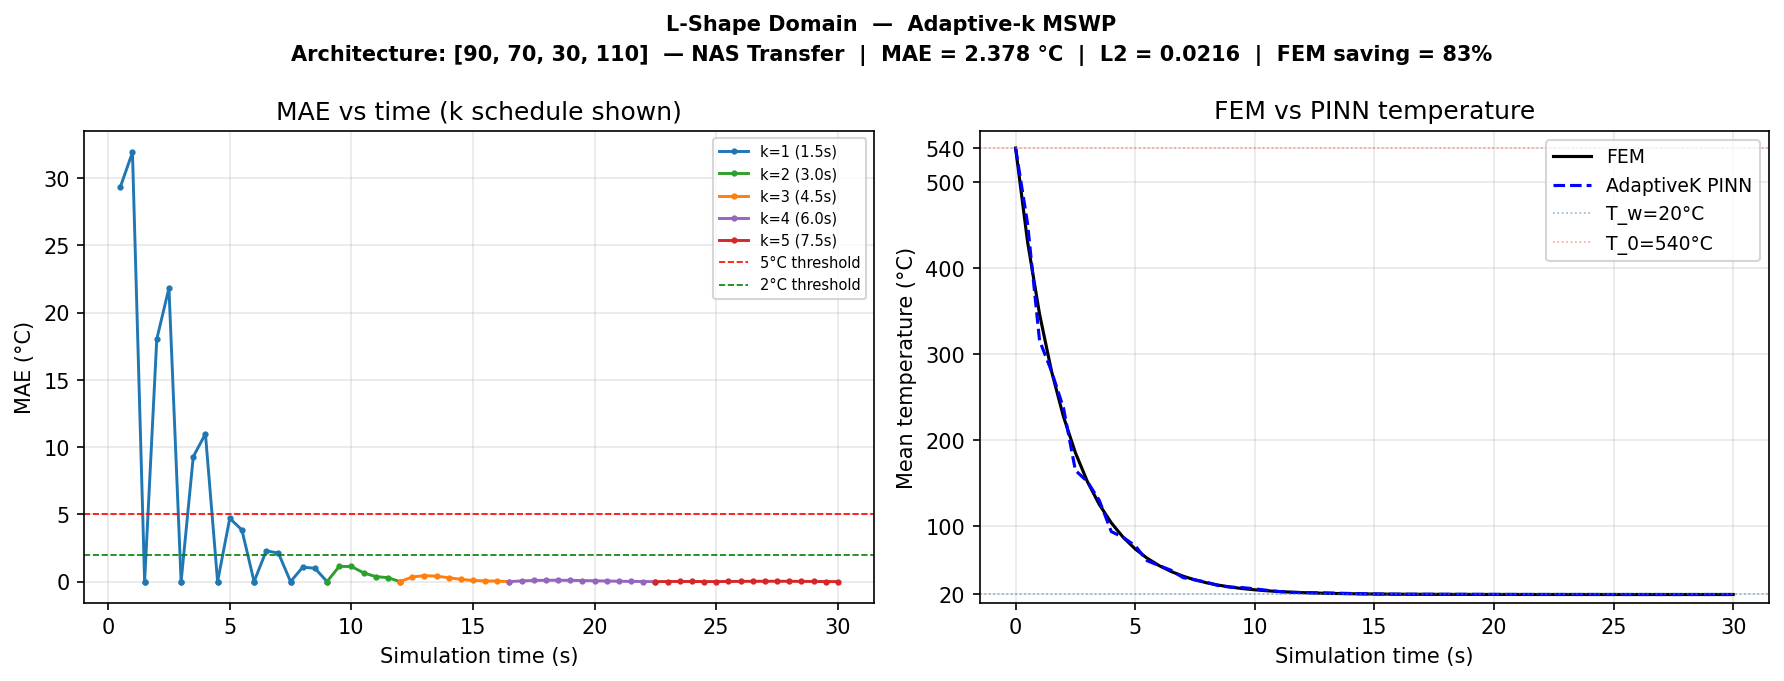 L-Shape Domain — Adaptive-k MSWP
Architecture: [90, 70, 30, 110] — NAS Transfer | MAE = 2.378 °C | L2 = 0.0216 | FEM saving = 83%
MAE vs time (k schedule shown)
MAE (°C)
30
25
20
15
10
5
0
0 5 10 15 20 25 30
Simulation time (s)
k=1 (1.5s)
k=2 (3.0s)
k=3 (4.5s)
k=4 (6.0s)
k=5 (7.5s)
5°C threshold
2°C threshold
FEM vs PINN temperature
Mean temperature (°C)
540
500
400
300
200
100
20
0 5 10 15 20 25 30
Simulation time (s)
FEM
AdaptiveK PINN
T_w=20°C
T_0=540°C